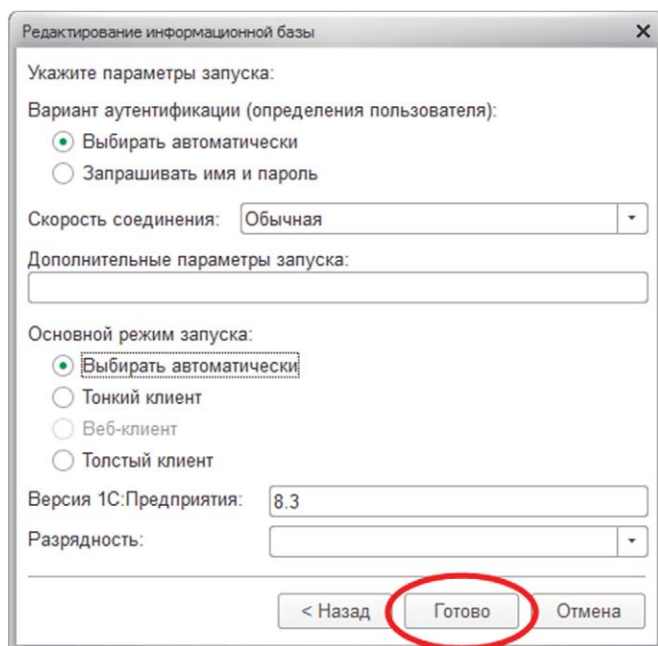 Редактирование информационной базы
Укажите параметры запуска:
Вариант аутентификации (определения пользователя):
Выбирать автоматически
Запрашивать имя и пароль
Скорость соединения: Обычная
Дополнительные параметры запуска:
Основной режим запуска:
Выбирать автоматически
Тонкий клиент
Веб-клиент
Толстый клиент
Версия 1С:Предприятия: 8.3
Разрядность:
< Назад Готово Отмена